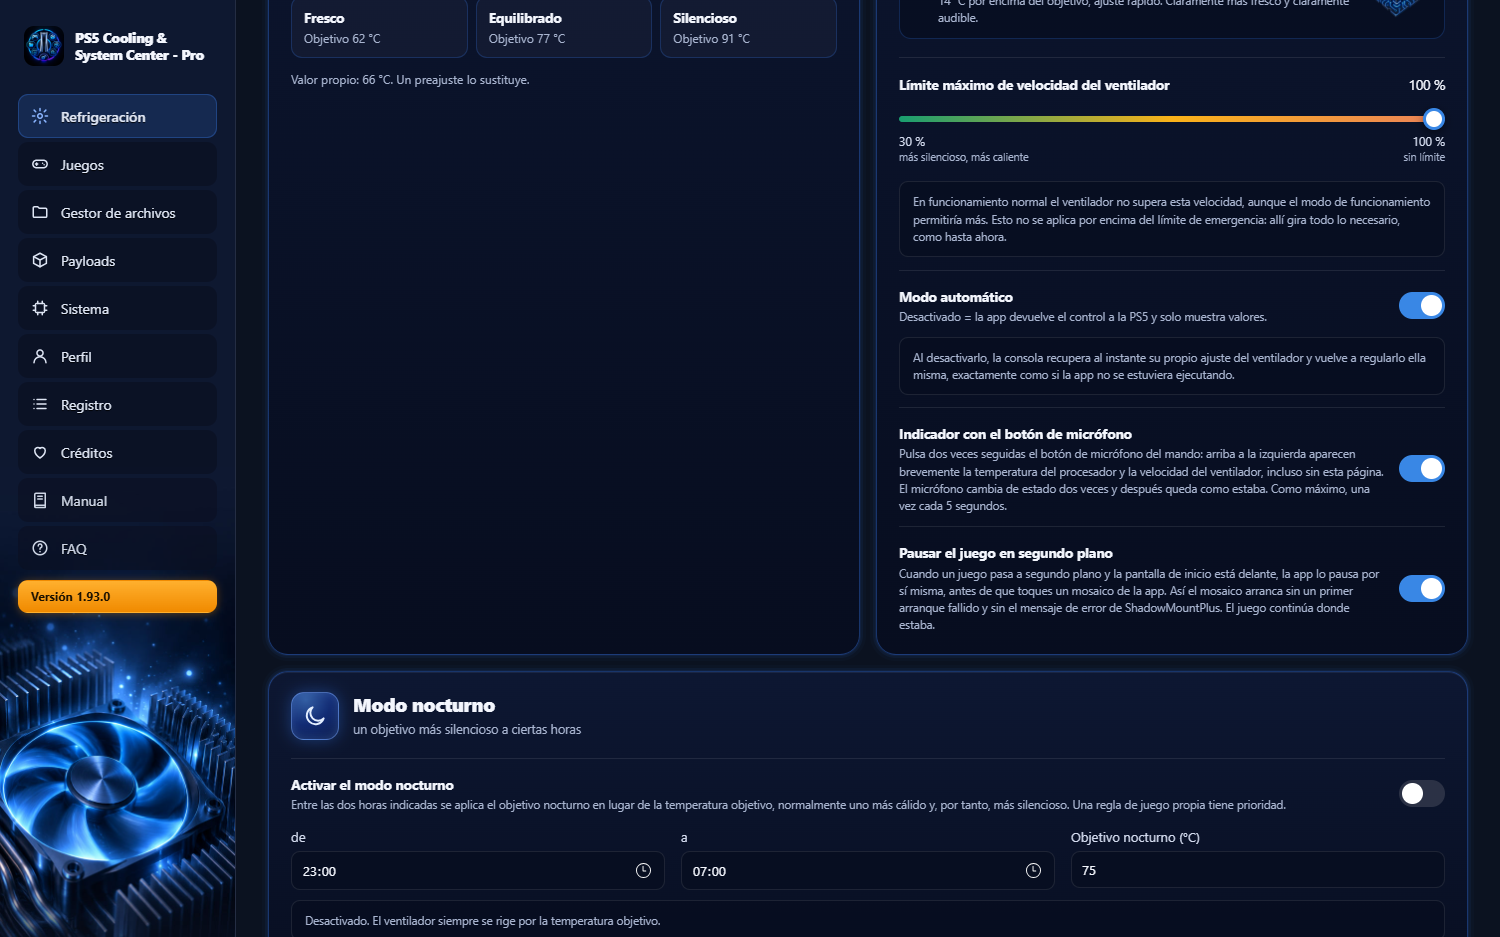 PS5 Cooling &
System Center - Pro
Refrigeración
Juegos
Gestor de archivos
Payloads
Sistema
Perfil
Registro
Créditos
Manual
FAQ
Versión 1.93.0
Fresco
Objetivo 62 °C
Equilibrado
Objetivo 77 °C
Silencioso
Objetivo 91 °C
Valor propio: 66 °C. Un preajuste lo sustituye.
14 °C por encima del objetivo, ajuste rápido. Claramente más fresco y claramente
audible.
Límite máximo de velocidad del ventilador
100 %
30 %
más silencioso, más caliente
100 %
sin límite
En funcionamiento normal el ventilador no supera esta velocidad, aunque el modo de funcionamiento
permitiría más. Esto no se aplica por encima del límite de emergencia: allí gira todo lo necesario,
como hasta ahora.
Modo automático
Desactivado = la app devuelve el control a la PS5 y solo muestra valores.
Al desactivarlo, la consola recupera al instante su propio ajuste del ventilador y vuelve a regularlo ella
misma, exactamente como si la app no se estuviera ejecutando.
Indicador con el botón de micrófono
Pulsa dos veces seguidas el botón de micrófono del mando: arriba a la izquierda aparecen
brevemente la temperatura del procesador y la velocidad del ventilador, incluso sin esta página.
El micrófono cambia de estado dos veces y después queda como estaba. Como máximo, una
vez cada 5 segundos.
Pausar el juego en segundo plano
Cuando un juego pasa a segundo plano y la pantalla de inicio está delante, la app lo pausa por
sí misma, antes de que toques un mosaico de la app. Así el mosaico arranca sin un primer
arranque fallido y sin el mensaje de error de ShadowMountPlus. El juego continúa donde
estaba.
Modo nocturno
un objetivo más silencioso a ciertas horas
Activar el modo nocturno
Entre las dos horas indicadas se aplica el objetivo nocturno en lugar de la temperatura objetivo, normalmente uno más cálido y, por tanto, más silencioso. Una regla de juego propia tiene prioridad.
de
23:00
a
07:00
Objetivo nocturno (°C)
75
Desactivado. El ventilador siempre se rige por la temperatura objetivo.